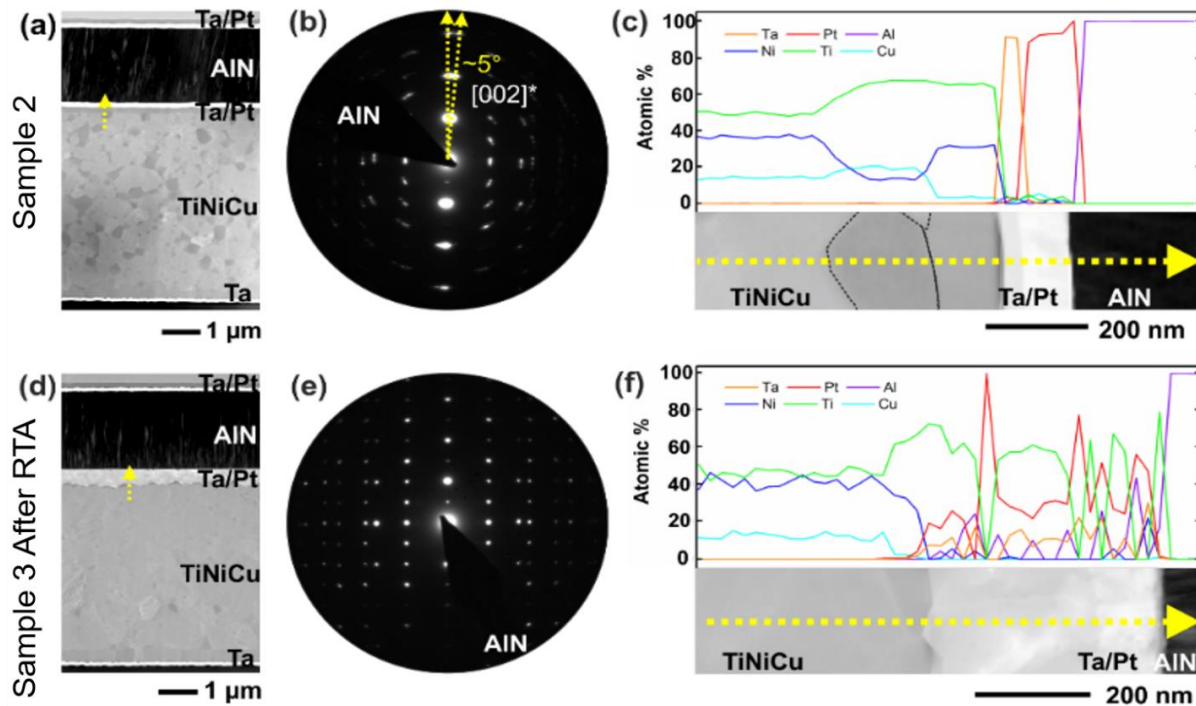 Sample 2
(a)
Ta/Pt
AlN
Ta/Pt
TiNiCu
Ta
1 μm
(b)
~5°
[002]*
AlN
(c)
Atomic %
100
80
60
40
20
0
Ta Pt Al
Ni Ti Cu
TiNiCu Ta/Pt AlN
200 nm
Sample 3 After RTA
(d)
Ta/Pt
AlN
Ta/Pt
TiNiCu
Ta
1 μm
(e)
AlN
(f)
Atomic %
100
80
60
40
20
0
Ta Pt Al
Ni Ti Cu
TiNiCu Ta/Pt AlN
200 nm